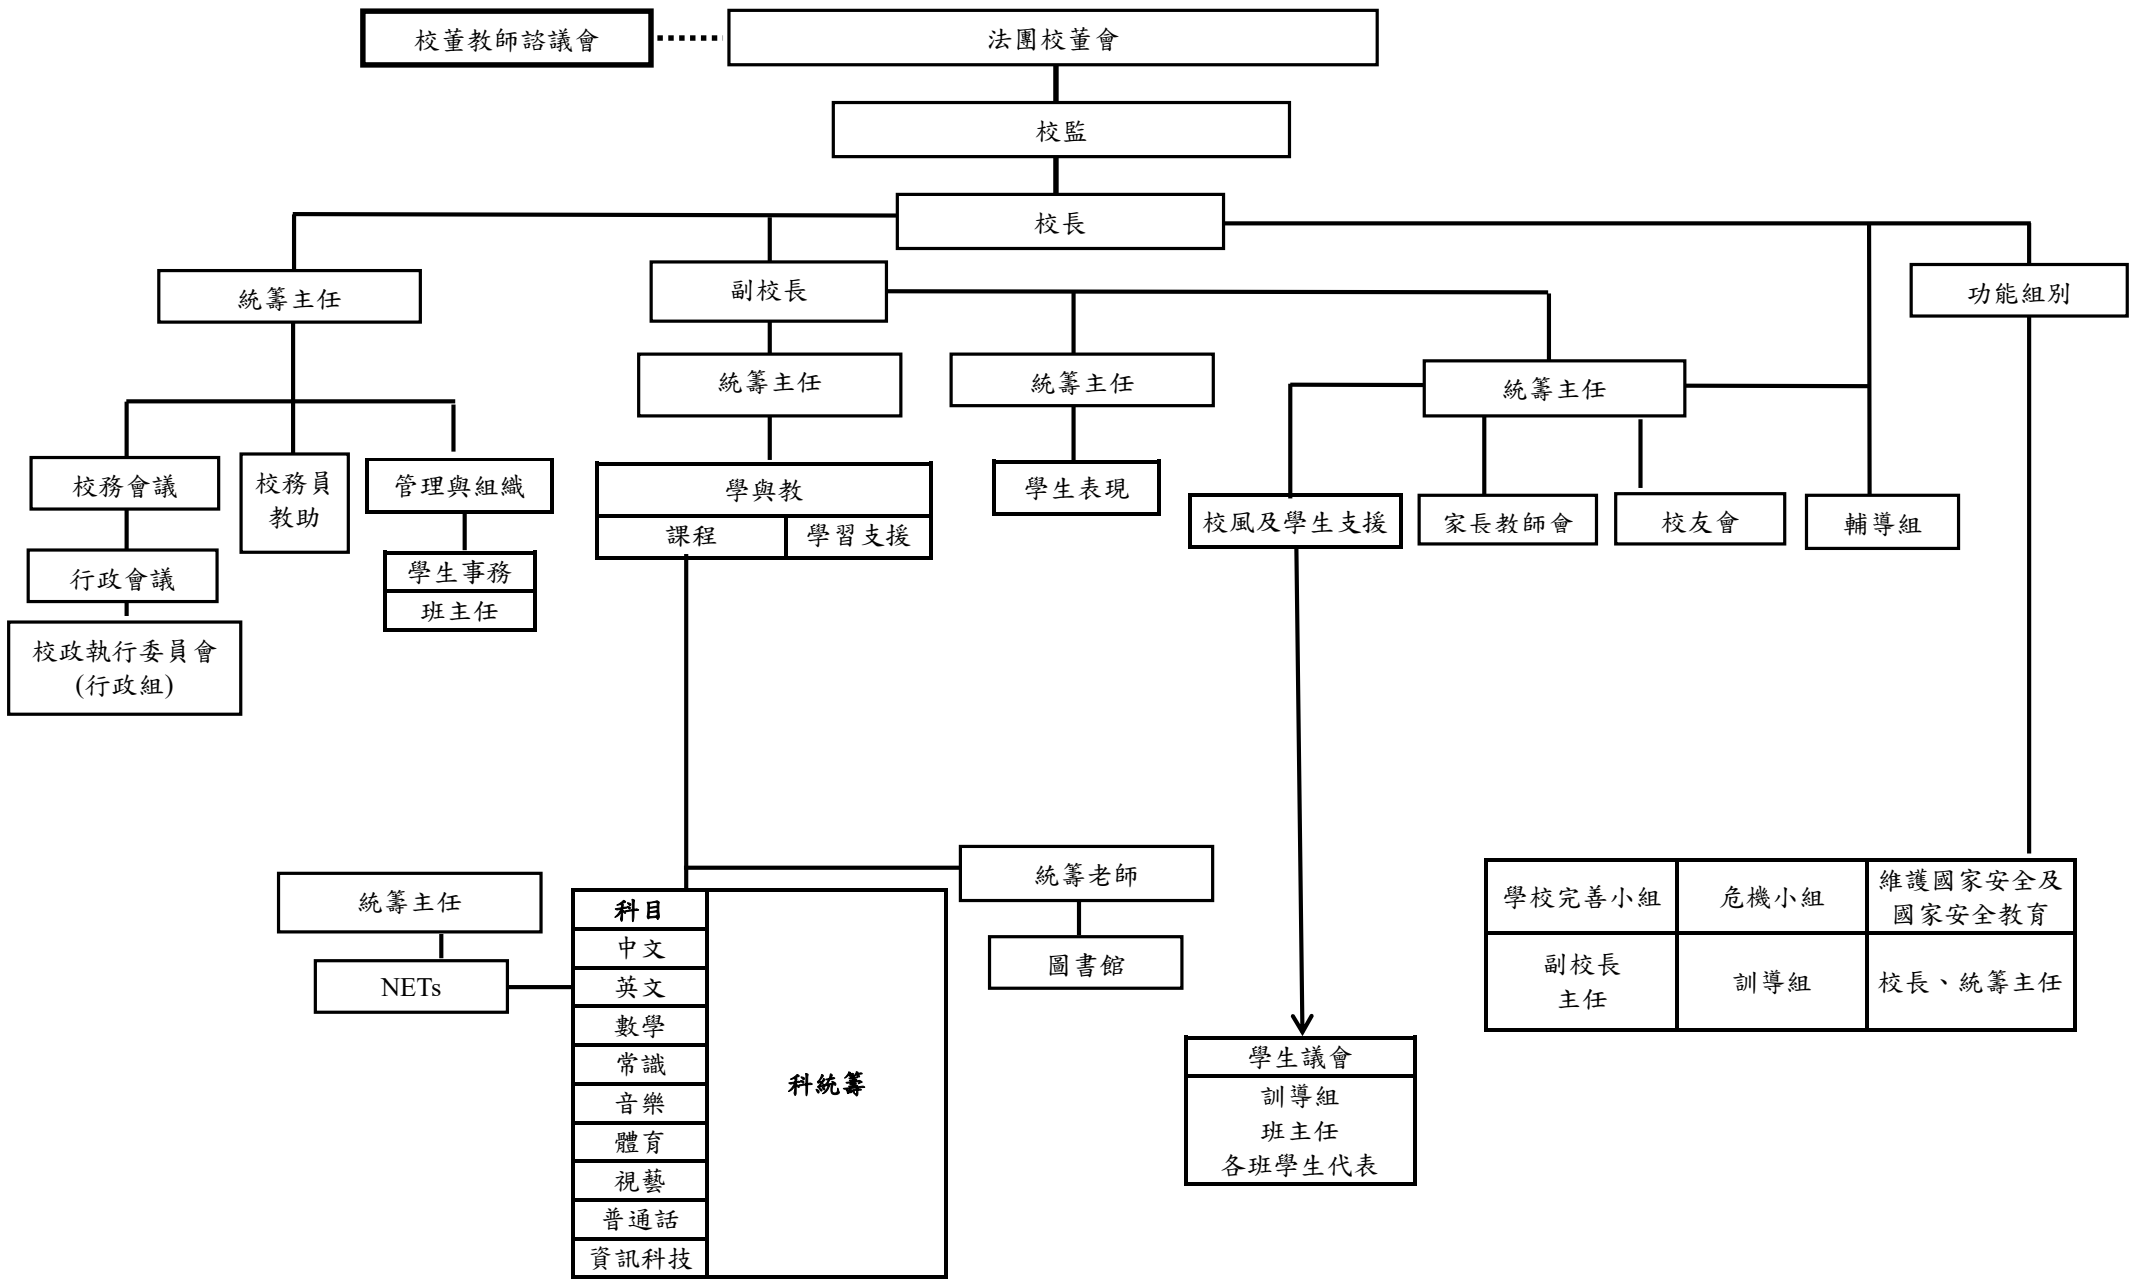 校董教師諮議會
法團校董會
校監
校長
統籌主任
副校長
功能組別
統籌主任
統籌主任
統籌主任
校務會議
校務員
教助
管理與組織
學與教
課程
學習支援
學生表現
校風及學生支援
家長教師會
校友會
輔導組
行政會議
學生事務
班主任
校政執行委員會
(行政組)
統籌主任
NETs
統籌老師
圖書館
科目
中文
英文
數學
常識
音樂
體育
視藝
普通話
資訊科技
科統籌
學生議會
訓導組
班主任
各班學生代表
學校完善小組
危機小組
維護國家安全及
國家安全教育
副校長
主任
訓導組
校長、統籌主任